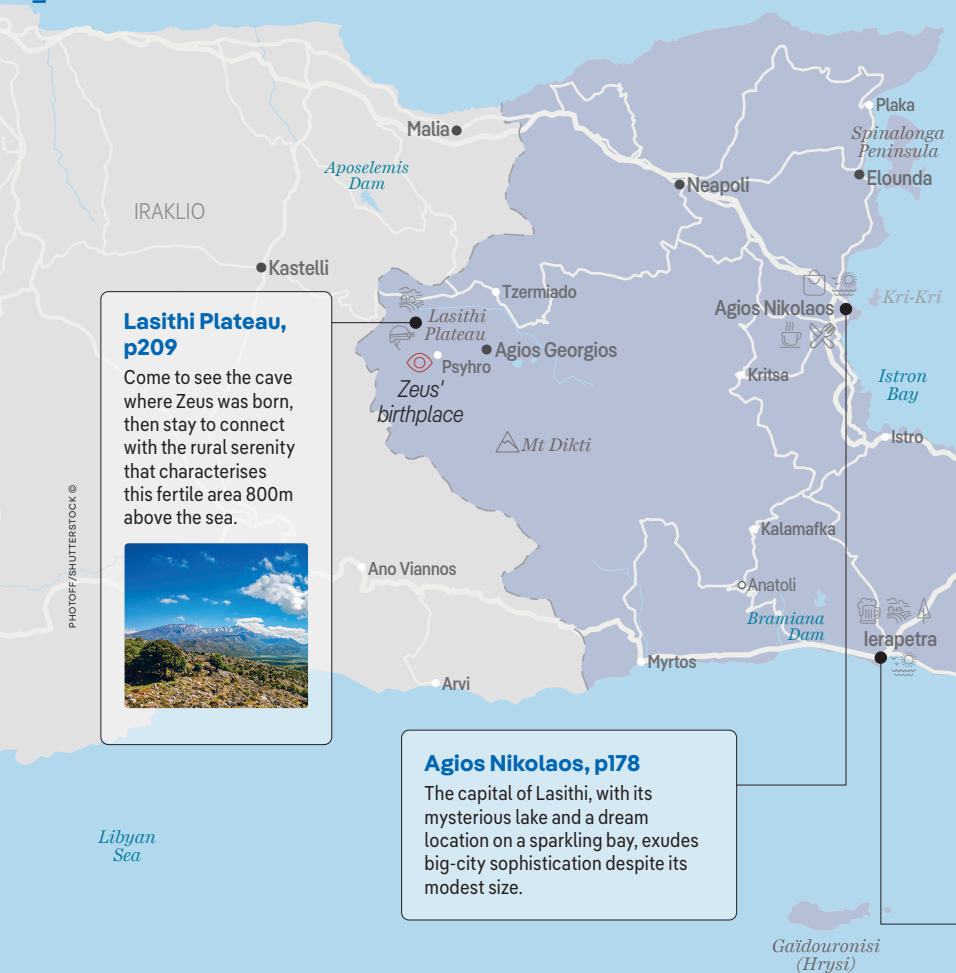 Malia
Plaka
Spinalonga
Peninsula
Aposelemis
Dam
Elounda
Neapoli
IRAKLIO
Kastelli
Tzermiado
Kri-Kri
Agios Nikolaos
Lasithi
Plateau
Agios Georgios
Psyhro
Zeus'
birthplace
Kritsa
Istron
Bay
Istro
Mt Dikti
Lasithi Plateau,
p209
Come to see the cave
where Zeus was born,
then stay to connect
with the rural serenity
that characterises
this fertile area 800m
above the sea.
PHOTOFF/SHUTTERSTOCK ©
Kalamafka
Ano Viannos
Anatoli
Bramiana
Dam
Ierapetra
Myrtos
Arvi
Agios Nikolaos, p178
The capital of Lasithi, with its
mysterious lake and a dream
location on a sparkling bay, exudes
big-city sophistication despite its
modest size.
Libyan
Sea
Gaïdouronisi
(Hrysi)